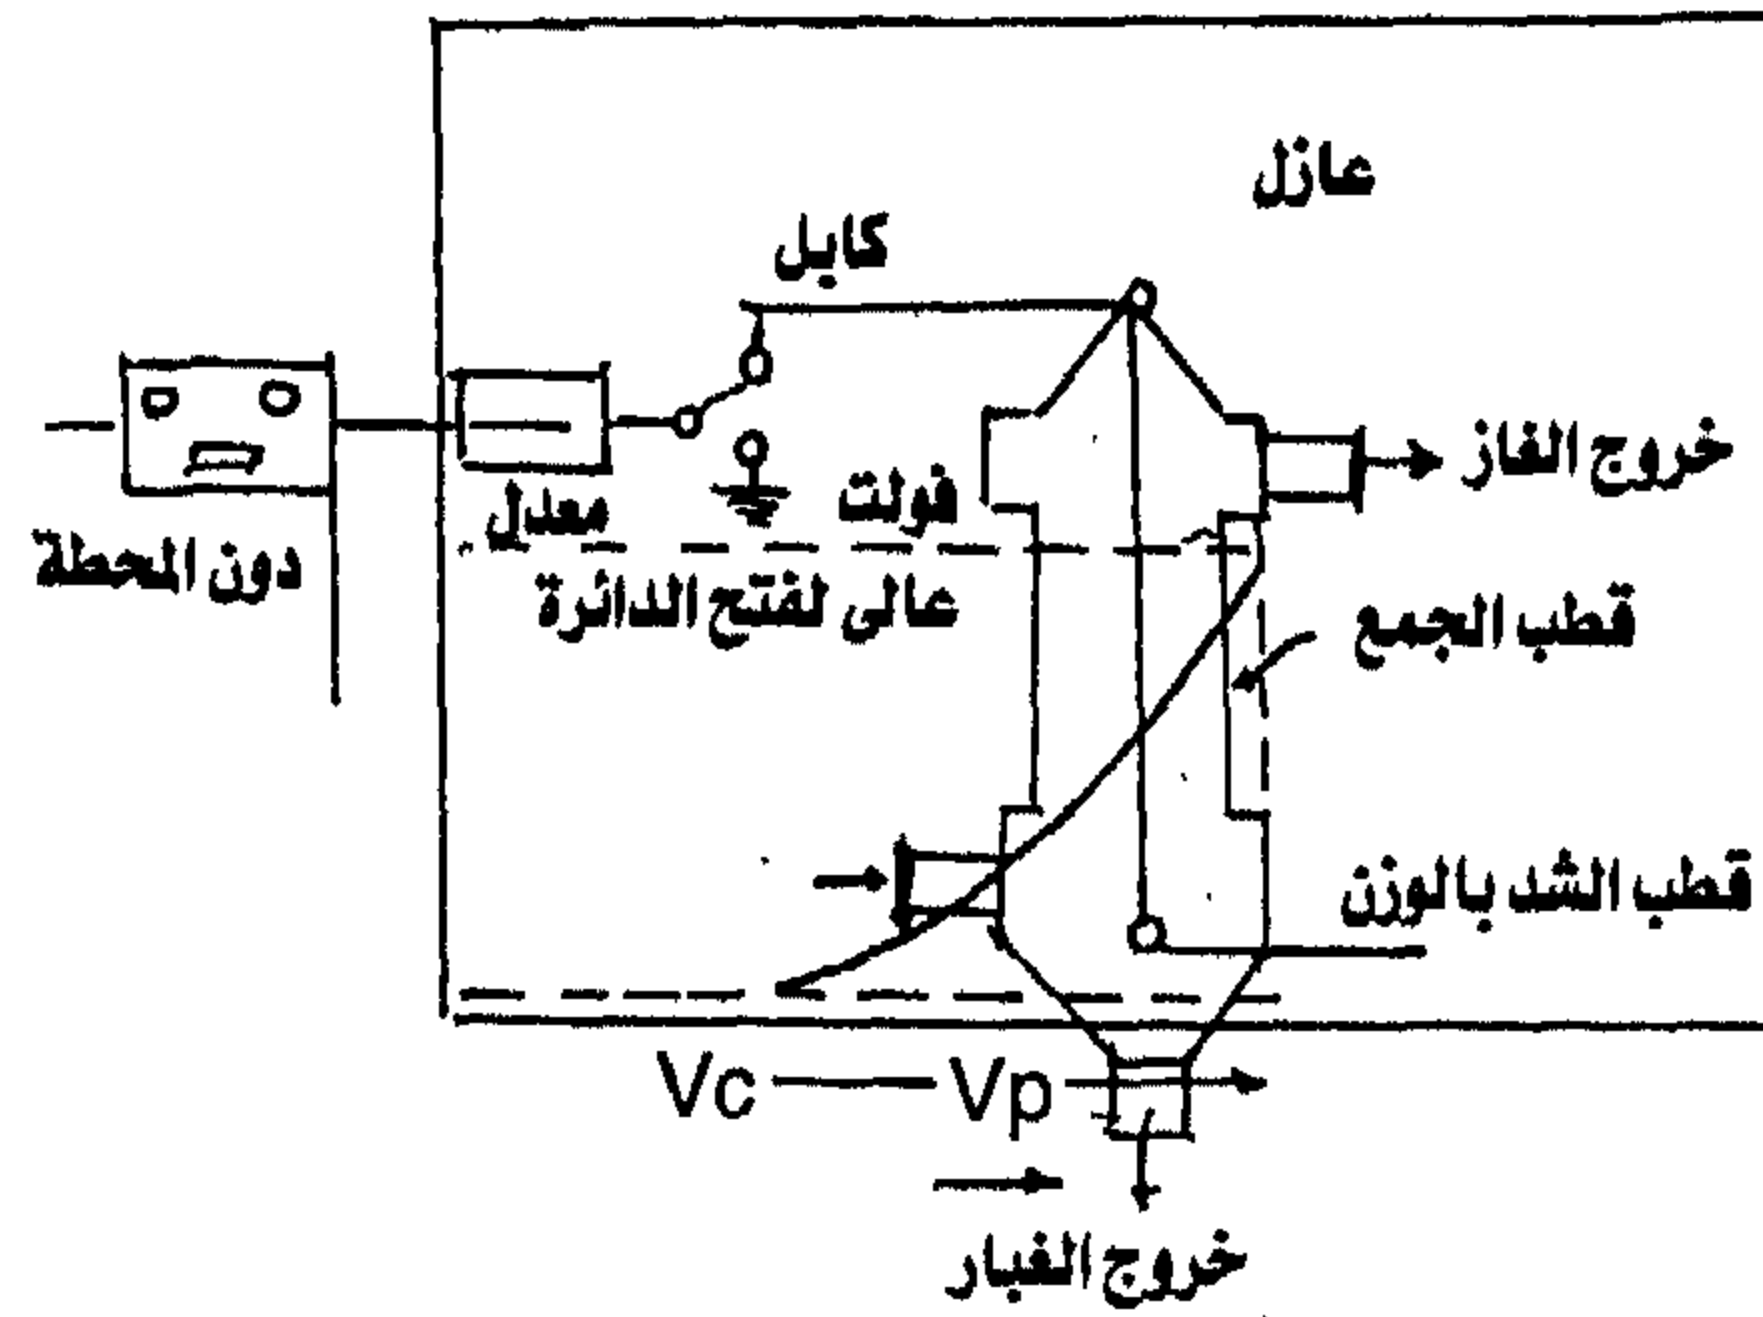 عازل
كابل
خروج الفاز
فولت
معدل
دون المحطة
عالى لفتح الدائرة
قطب الجمع
قطب الشد بالوزن
Vc Vp
خروج الغبار